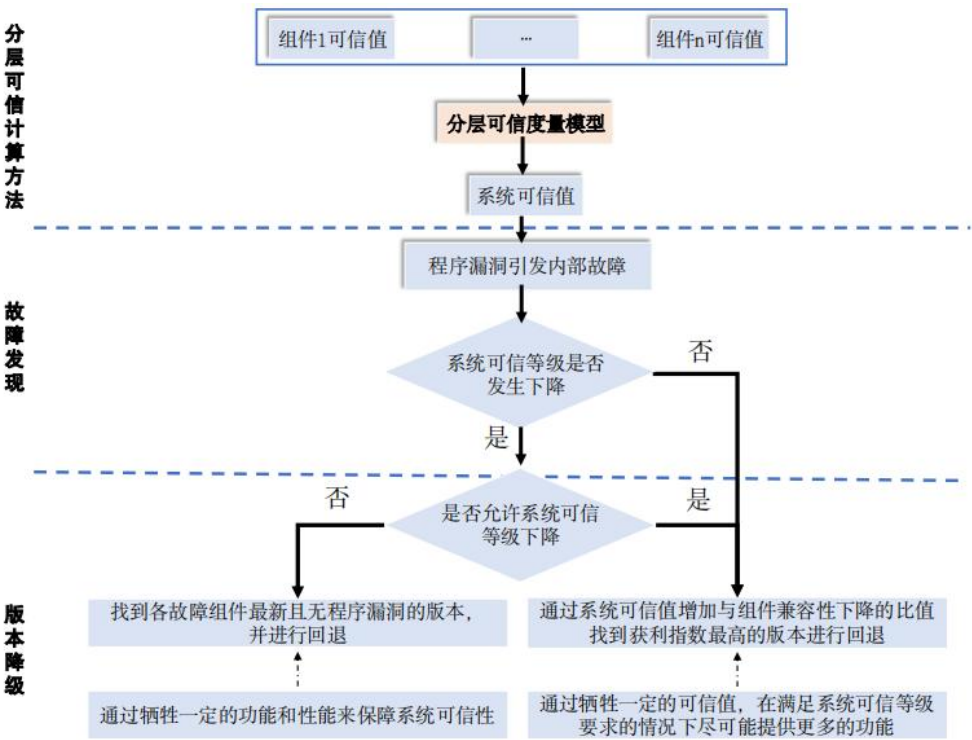 分层可信计算方法
组件1可信值
…
组件n可信值
分层可信度量模型
系统可信值
故障发现
程序漏洞引发内部故障
系统可信等级是否
发生下降
否
是
版本降级
是否允许系统可信
等级下降
否
是
找到各故障组件最新且无程序漏洞的版本,
并进行回退
通过系统可信值增加与组件兼容性下降的比值
找到获利指数最高的版本进行回退
通过牺牲一定的功能和性能来保障系统可信性
通过牺牲一定的可信值，在满足系统可信等级
要求的情况下尽可能提供更多的功能